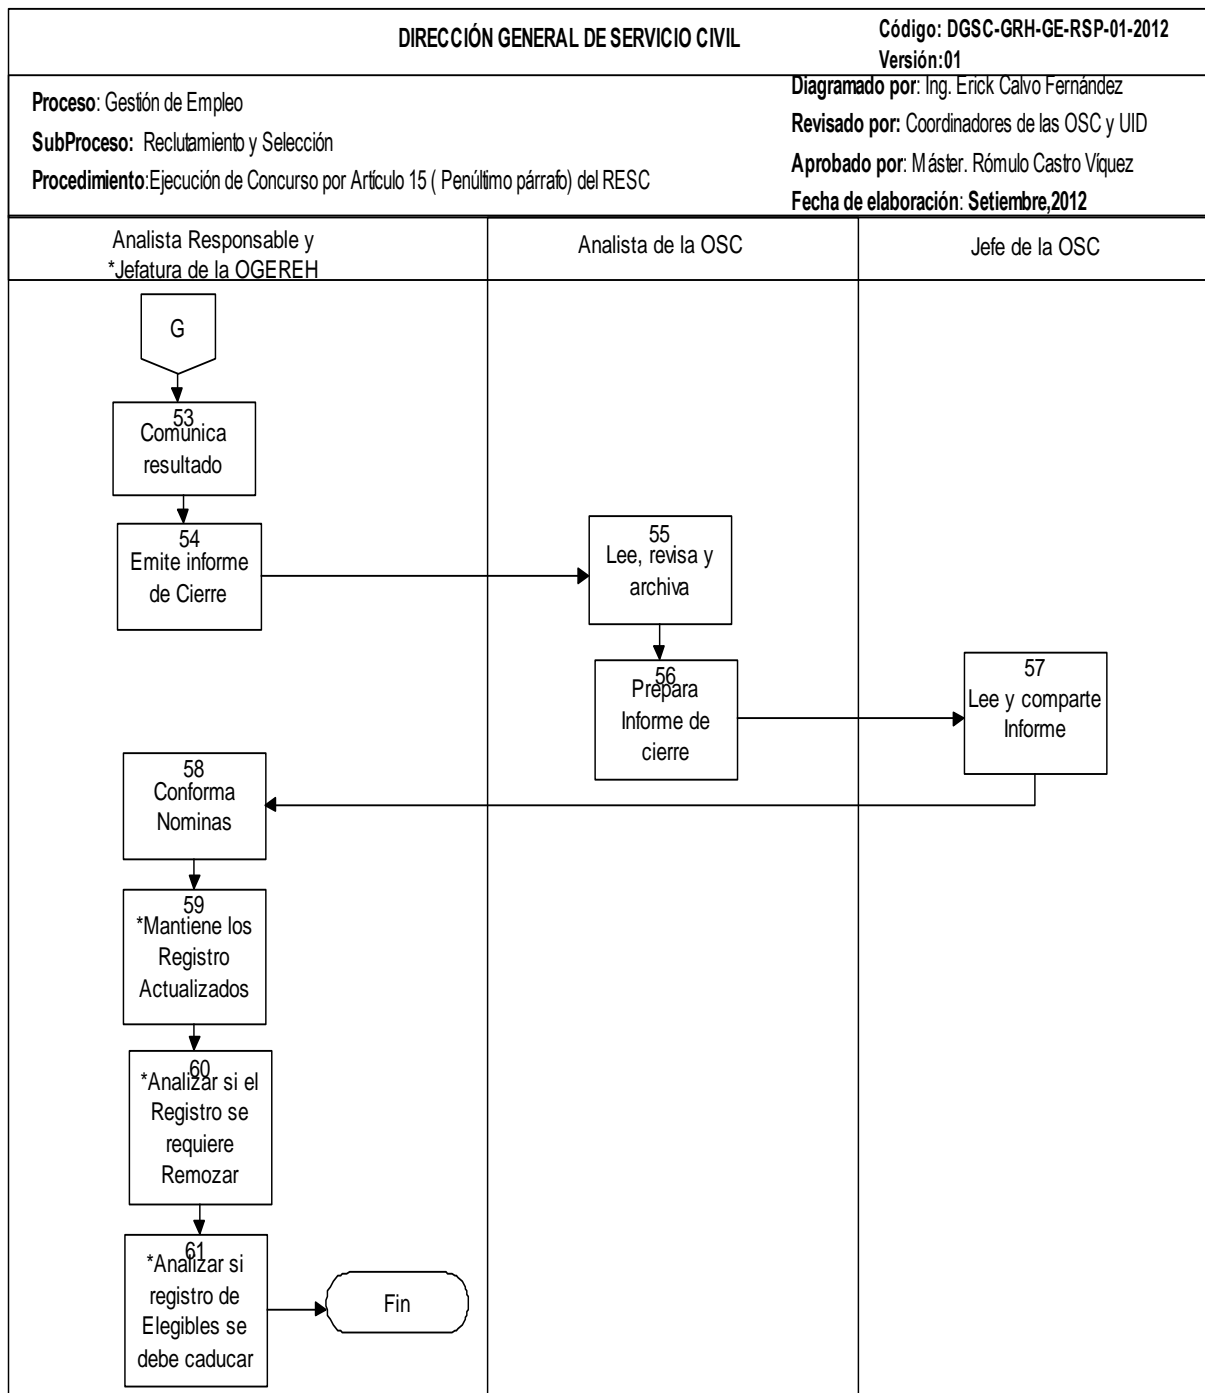 DIRECCIÓN GENERAL DE SERVICIO CIVIL
Código: DGSC-GRH-GE-RSP-01-2012
Versión:01
Proceso: Gestión de Empleo
SubProceso: Reclutamiento y Selección
Procedimiento:Ejecución de Concurso por Artículo 15 ( Penúltimo párrafo) del RESC
Diagramado por: Ing. Erick Calvo Fernández
Revisado por: Coordinadores de las OSC y UID
Aprobado por: Máster. Rómulo Castro Víquez
Fecha de elaboración: Setiembre,2012
Analista Responsable y
*Jefatura de la OGEREH
Analista de la OSC
Jefe de la OSC
G
53
Comunica
resultado
54
Emite informe
de Cierre
55
Lee, revisa y
archiva
56
Prepara
Informe de
cierre
57
Lee y comparte
Informe
58
Conforma
Nominas
59
*Mantiene los
Registro
Actualizados
60
*Analizar si el
Registro se
requiere
Remozar
61
*Analizar si
registro de
Elegibles se
debe caducar
Fin